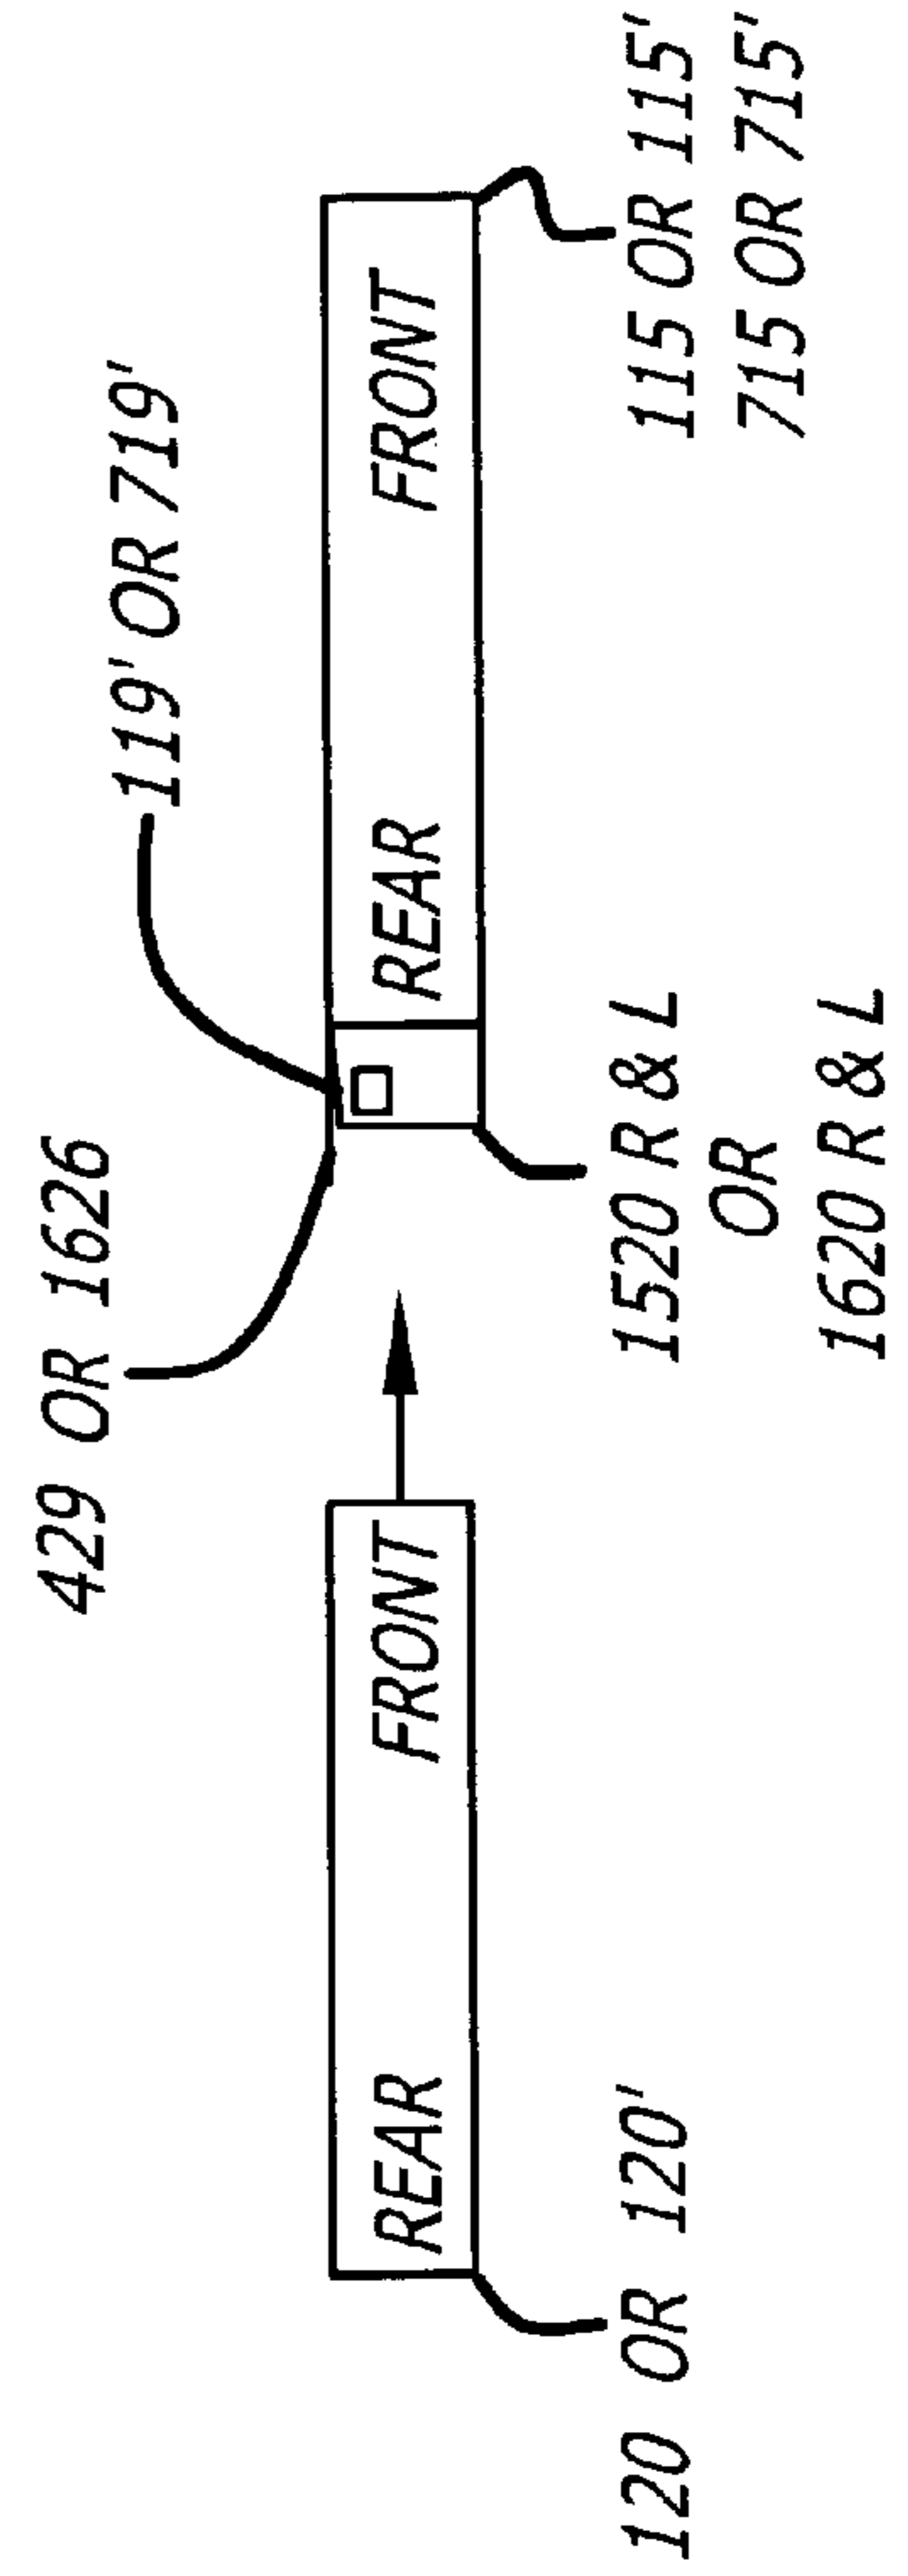 429 OR 1626
119' OR 719'
REAR
FRONT
REAR
FRONT
120 OR 120'
1520 R & L
OR
1620 R & L
115 OR 115'
715 OR 715'